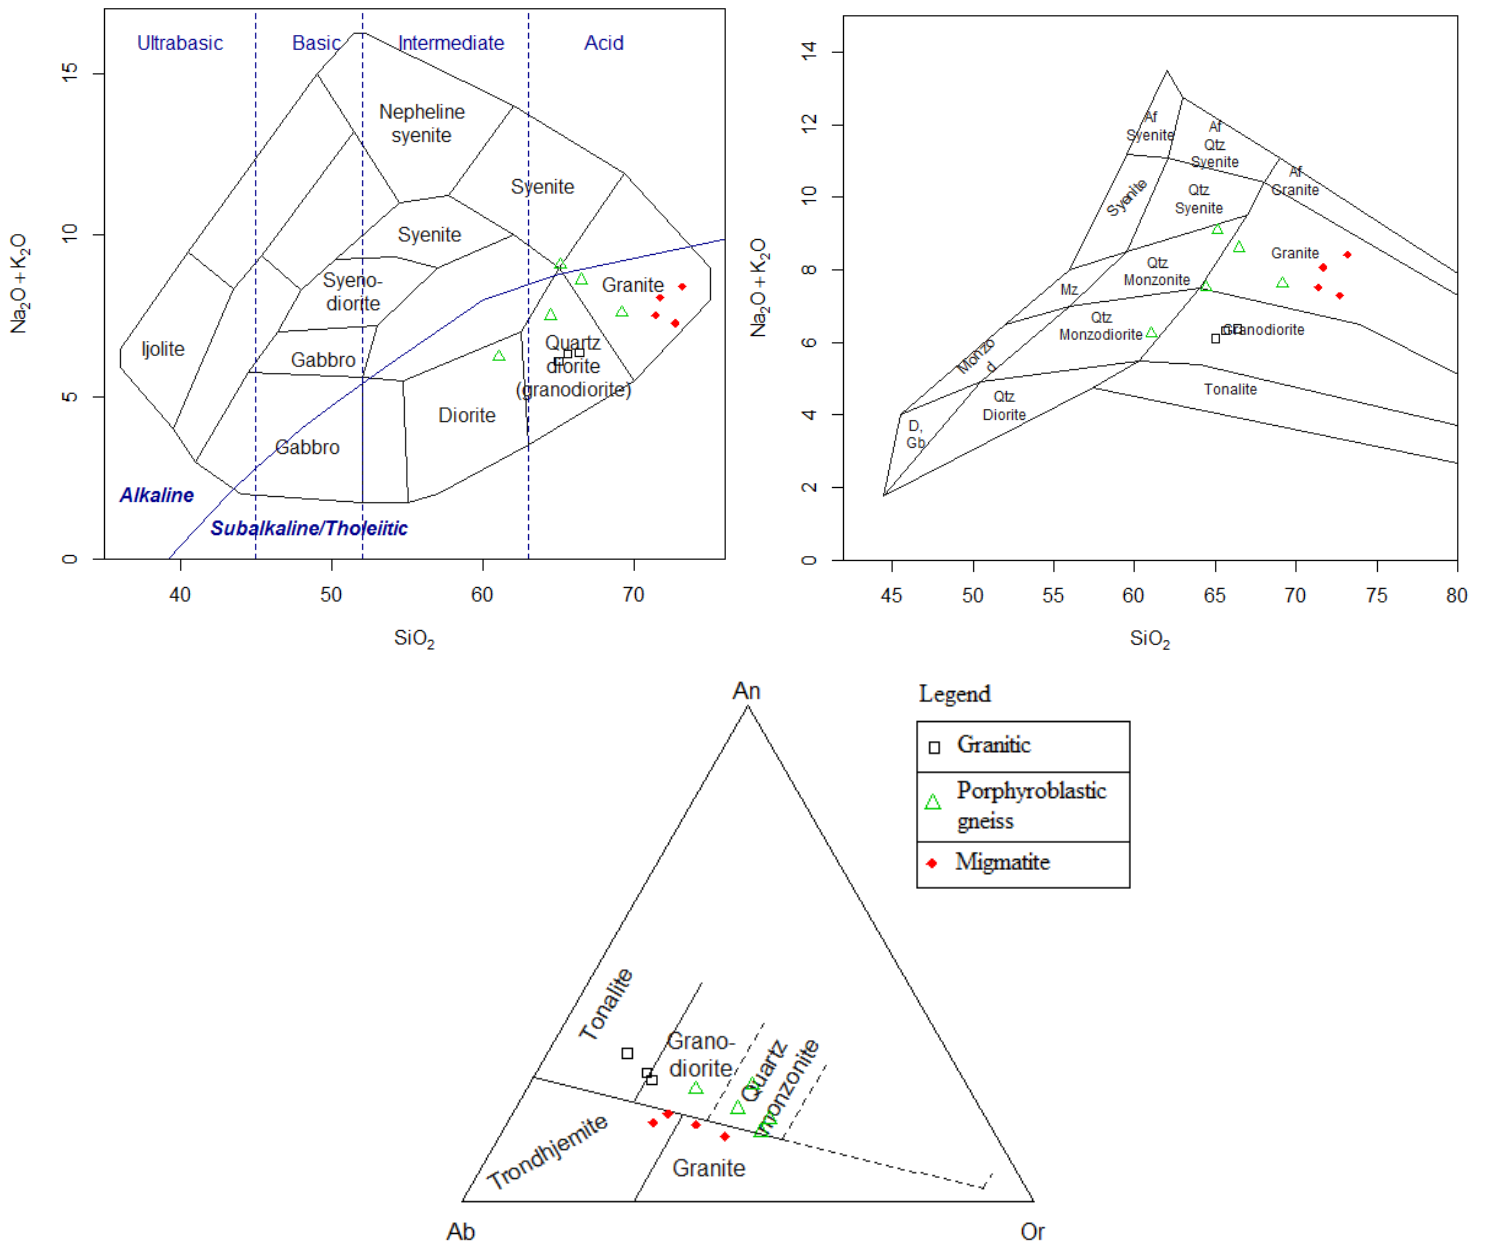 Ultrabasic
Basic
Intermediate
Acid
Nepheline
syenite
Syenite
Syenite
Syeno-
diorite
Ijolite
Gabbro
Granite
Quartz
diorite
(granodiorite)
Diorite
Gabbro
Alkaline
Subalkaline/Tholeiitic
0
5
10
15
Na₂O + K₂O
40
50
60
70
SiO₂
Af
Syenite
Af
Qtz
Syenite
Af
Granite
Syenite
Qtz
Syenite
Granite
Qtz
Monzonite
Mz
Qtz
Monzodiorite
Granodiorite
Monzo
d
Tonalite
Qtz
Diorite
D,
Gb
0
2
4
6
8
10
12
14
Na₂O + K₂O
45
50
55
60
65
70
75
80
SiO₂
An
Tonalite
Grano-
diorite
Quartz
monzonite
Trondhjemite
Granite
Ab
Or
Legend
Granitic
Porphyroblastic
gneiss
Migmatite